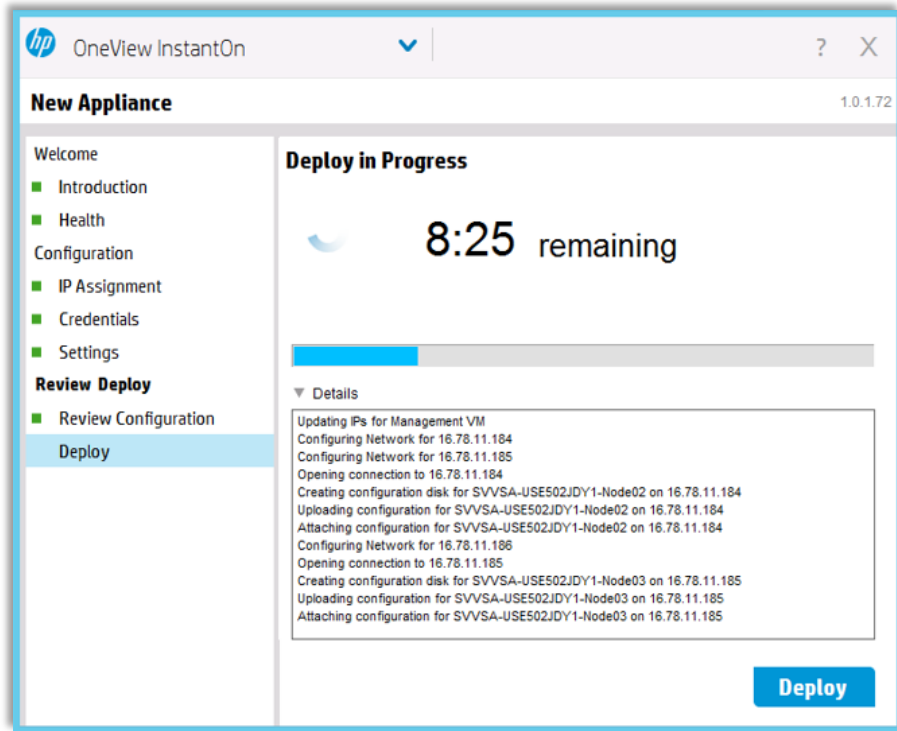 hp
OneView InstantOn
? X
New Appliance
1.0.1.72
Welcome
Introduction
Health
Configuration
IP Assignment
Credentials
Settings
Review Deploy
Review Configuration
Deploy
Deploy in Progress
8:25 remaining
Details
Updating IPs for Management VM
Configuring Network for 16.78.11.184
Configuring Network for 16.78.11.185
Opening connection to 16.78.11.184
Creating configuration disk for SVVSA-USE502JDY1-Node02 on 16.78.11.184
Uploading configuration for SVVSA-USE502JDY1-Node02 on 16.78.11.184
Attaching configuration for SVVSA-USE502JDY1-Node02 on 16.78.11.184
Configuring Network for 16.78.11.186
Opening connection to 16.78.11.185
Creating configuration disk for SVVSA-USE502JDY1-Node03 on 16.78.11.185
Uploading configuration for SVVSA-USE502JDY1-Node03 on 16.78.11.185
Attaching configuration for SVVSA-USE502JDY1-Node03 on 16.78.11.185
Deploy